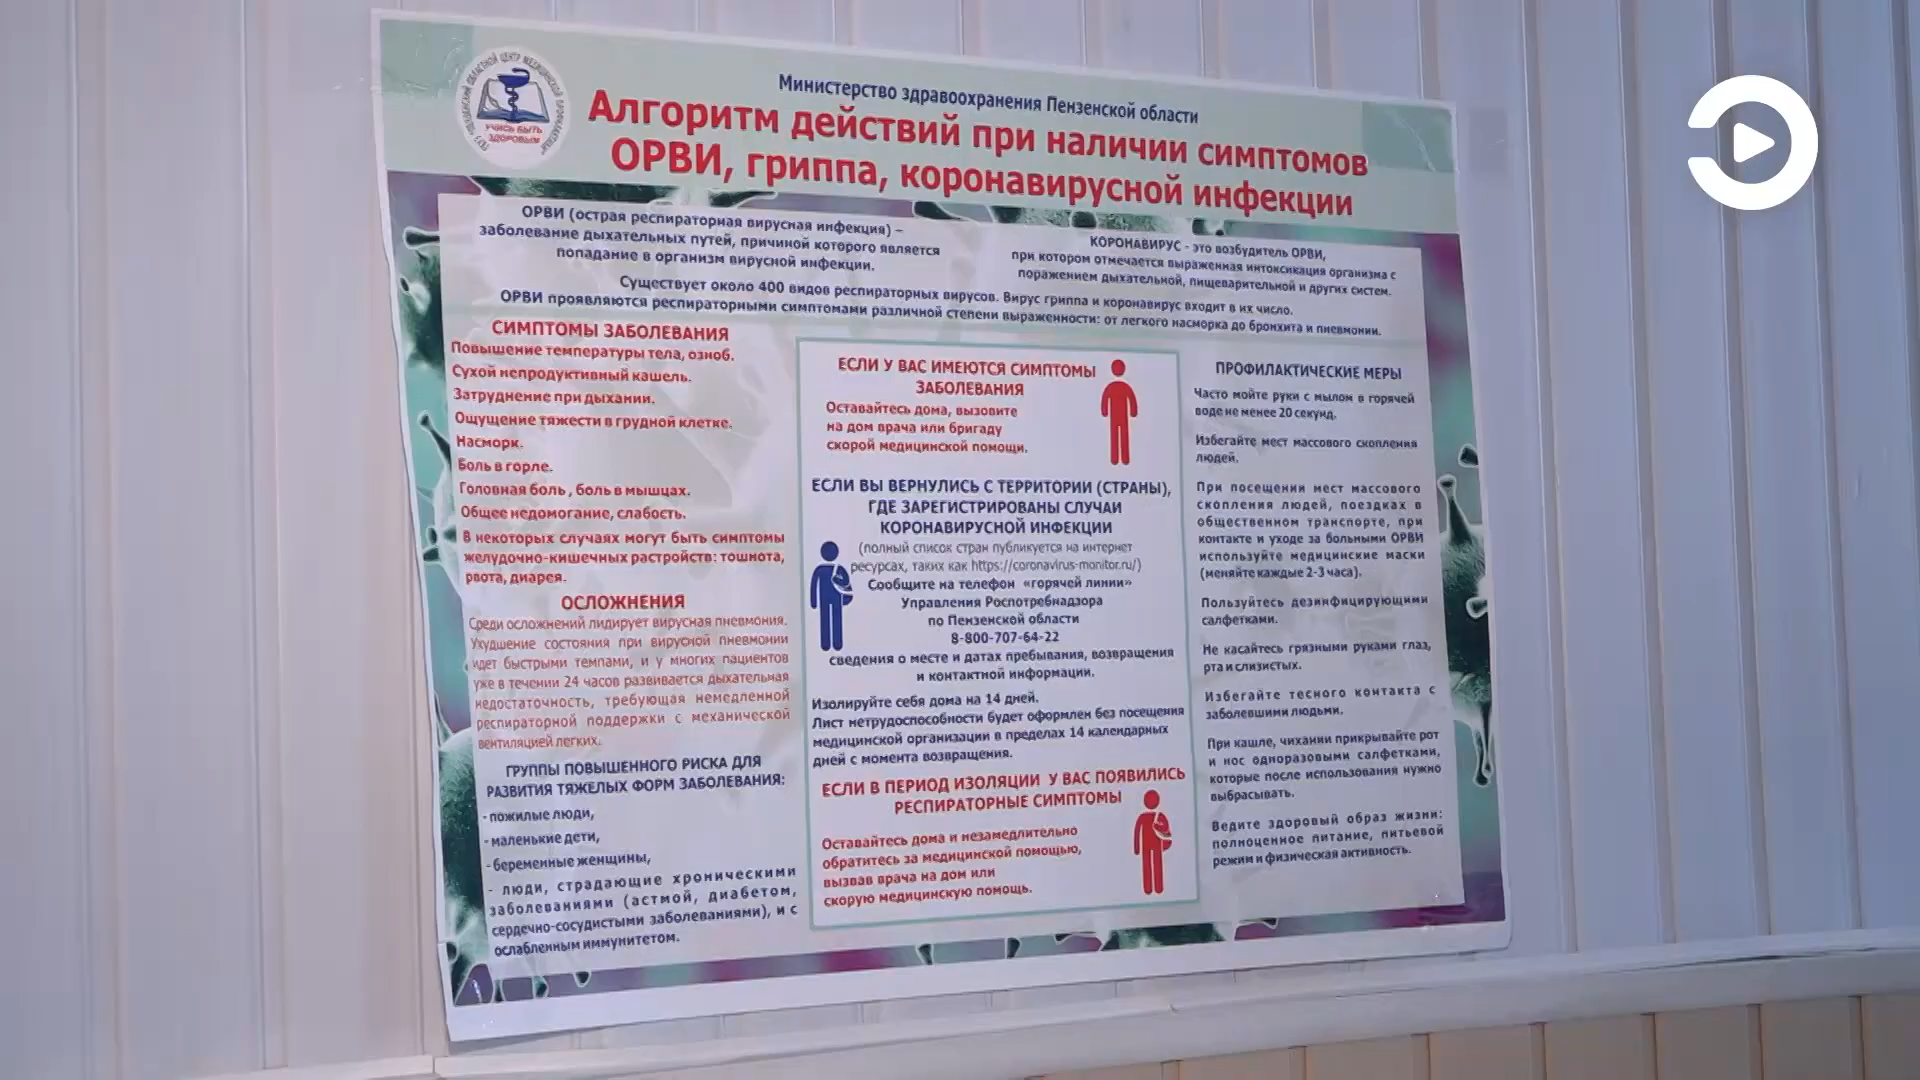 ПЕНЗЕНСКИЙ ОБЛАСТНОЙ ЦЕНТР МЕДИЦИНСКОЙ ПРОФИЛАКТИКИ
УЧИСЬ БЫТЬ
ЗДОРОВЫМ
Министерство здравоохранения Пензенской области
Алгоритм действий при наличии симптомов
ОРВИ, гриппа, коронавирусной инфекции
ОРВИ (острая респираторная вирусная инфекция) –
заболевание дыхательных путей, причиной которого является
попадание в организм вирусной инфекции.
КОРОНАВИРУС - это возбудитель ОРВИ,
при котором отмечается выраженная интоксикация организма с
поражением дыхательной, пищеварительной и других систем.
Существует около 400 видов респираторных вирусов. Вирус гриппа и коронавирус входит в их число.
ОРВИ проявляются респираторными симптомами различной степени выраженности: от легкого насморка до бронхита и пневмонии.
СИМПТОМЫ ЗАБОЛЕВАНИЯ
Повышение температуры тела, озноб.
Сухой непродуктивный кашель.
Затруднение при дыхании.
Ощущение тяжести в грудной клетке.
Насморк.
Боль в горле.
Головная боль , боль в мышцах.
Общее недомогание, слабость.
В некоторых случаях могут быть симптомы
желудочно-кишечных растройств: тошнота,
рвота, диарея.
ОСЛОЖНЕНИЯ
Среди осложнений лидирует вирусная пневмония.
Ухудшение состояния при вирусной пневмонии
идет быстрыми темпами, и у многих пациентов
уже в течении 24 часов развивается дыхательная
недостаточность, требующая немедленной
респираторной поддержки с механической
вентиляцией легких.
ГРУППЫ ПОВЫШЕННОГО РИСКА ДЛЯ
РАЗВИТИЯ ТЯЖЕЛЫХ ФОРМ ЗАБОЛЕВАНИЯ:
- пожилые люди,
- маленькие дети,
- беременные женщины,
- люди, страдающие хроническими
заболеваниями (астмой, диабетом,
сердечно-сосудистыми заболеваниями), и с
ослабленным иммунитетом.
ЕСЛИ У ВАС ИМЕЮТСЯ СИМПТОМЫ
ЗАБОЛЕВАНИЯ
Оставайтесь дома, вызовите
на дом врача или бригаду
скорой медицинской помощи.
ЕСЛИ ВЫ ВЕРНУЛИСЬ С ТЕРРИТОРИИ (СТРАНЫ),
ГДЕ ЗАРЕГИСТРИРОВАНЫ СЛУЧАИ
КОРОНАВИРУСНОЙ ИНФЕКЦИИ
(полный список стран публикуется на интернет
ресурсах, таких как https://coronavirus-monitor.ru/)
Сообщите на телефон «горячей линии»
Управления Роспотребнадзора
по Пензенской области
8-800-707-64-22
сведения о месте и датах пребывания, возвращения
и контактной информации.
Изолируйте себя дома на 14 дней.
Лист нетрудоспособности будет оформлен без посещения
медицинской организации в пределах 14 календарных
дней с момента возвращения.
ЕСЛИ В ПЕРИОД ИЗОЛЯЦИИ У ВАС ПОЯВИЛИСЬ
РЕСПИРАТОРНЫЕ СИМПТОМЫ
Оставайтесь дома и незамедлительно
обратитесь за медицинской помощью,
вызвав врача на дом или
скорую медицинскую помощь.
ПРОФИЛАКТИЧЕСКИЕ МЕРЫ
Часто мойте руки с мылом в горячей
воде не менее 20 секунд.
Избегайте мест массового скопления
людей.
При посещении мест массового
скопления людей, поездках в
общественном транспорте, при
контакте и уходе за больными ОРВИ
используйте медицинские маски
(меняйте каждые 2-3 часа).
Пользуйтесь дезинфицирующими
салфетками.
Не касайтесь грязными руками глаз,
рта и слизистых.
Избегайте тесного контакта с
заболевшими людьми.
При кашле, чихании прикрывайте рот
и нос одноразовыми салфетками,
которые после использования нужно
выбрасывать.
Ведите здоровый образ жизни:
полноценное питание, питьевой
режим и физическая активность.